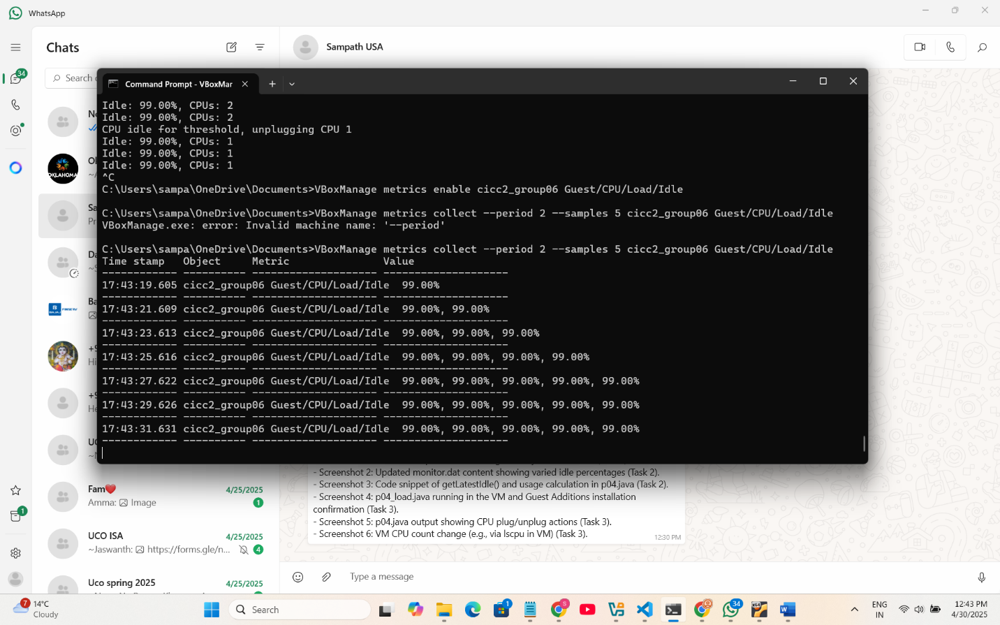 WhatsApp
Chats
Sampath USA
34
Search
Command Prompt - VBoxMar
Idle: 99.00%, CPUs: 2
Idle: 99.00%, CPUs: 2
CPU idle for threshold, unplugging CPU 1
Idle: 99.00%, CPUs: 1
Idle: 99.00%, CPUs: 1
Idle: 99.00%, CPUs: 1
^C
C:\Users\sampa\OneDrive\Documents>VBoxManage metrics enable cicc2_group06 Guest/CPU/Load/Idle
C:\Users\sampa\OneDrive\Documents>VBoxManage metrics collect --period 2 --samples 5 cicc2_group06 Guest/CPU/Load/Idle
VBoxManage.exe: error: Invalid machine name: '--period'
C:\Users\sampa\OneDrive\Documents>VBoxManage metrics collect --period 2 --samples 5 cicc2_group06 Guest/CPU/Load/Idle
Time stamp Object Metric Value
------------ ---------- -------------------- --------------------
17:43:19.605 cicc2_group06 Guest/CPU/Load/Idle 99.00%
------------ ---------- -------------------- --------------------
17:43:21.609 cicc2_group06 Guest/CPU/Load/Idle 99.00%, 99.00%
------------ ---------- -------------------- --------------------
17:43:23.613 cicc2_group06 Guest/CPU/Load/Idle 99.00%, 99.00%, 99.00%
------------ ---------- -------------------- --------------------
17:43:25.616 cicc2_group06 Guest/CPU/Load/Idle 99.00%, 99.00%, 99.00%, 99.00%
------------ ---------- -------------------- --------------------
17:43:27.622 cicc2_group06 Guest/CPU/Load/Idle 99.00%, 99.00%, 99.00%, 99.00%, 99.00%
------------ ---------- -------------------- --------------------
17:43:29.626 cicc2_group06 Guest/CPU/Load/Idle 99.00%, 99.00%, 99.00%, 99.00%, 99.00%
------------ ---------- -------------------- --------------------
17:43:31.631 cicc2_group06 Guest/CPU/Load/Idle 99.00%, 99.00%, 99.00%, 99.00%, 99.00%
------------ ---------- -------------------- --------------------
OKLAHOMA
- Screenshot 2: Updated monitor.dat content showing varied idle percentages (Task 2).
- Screenshot 3: Code snippet of getLatestIdle() and usage calculation in p04.java (Task 2).
- Screenshot 4: p04_load.java running in the VM and Guest Additions installation
confirmation (Task 3).
- Screenshot 5: p04.java output showing CPU plug/unplug actions (Task 3).
- Screenshot 6: VM CPU count change (e.g., via lscpu in VM) (Task 3).
12:30 PM
Fam❤️ 4/25/2025
Amma: Image 1
1
UCO ISA 4/25/2025
~Jaswanth: https://forms.gle/n... 4
Uco spring 2025 4/25/2025
Type a message
7
14°C
Cloudy
Search
1
S
34
ENG
IN
12:43 PM
4/30/2025